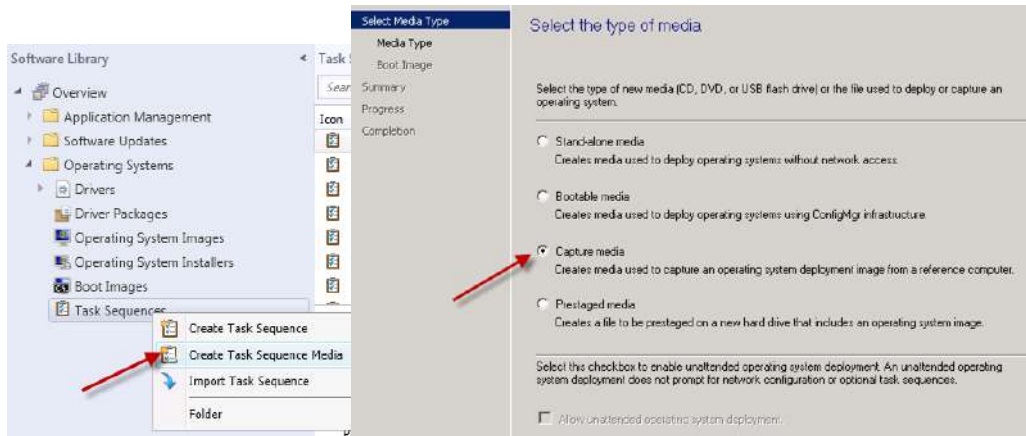 Software Library
Overview
Application Management
Software Updates
Operating Systems
Drivers
Driver Packages
Operating System Images
Operating System Installers
Boot Images
Task Sequences
Task
Sear
Icon
Create Task Sequence
Create Task Sequence Media
Import Task Sequence
Folder
Select Media Type
Media Type
Boot Image
Summary
Progress
Completion
Select the type of media
Select the type of new media (CD, DVD, or USB flash drive) or the file used to deploy or capture an
operating system.
Stand-alone media
Creates media used to deploy operating systems without network access.
Bootable media
Creates media used to deploy operating systems using ConfigMgr infrastructure.
Capture media
Creates media used to capture an operating system deployment image from a reference computer.
Prestaged media
Creates a file to be prestaged on a new hard drive that includes an operating system image.
Select this checkbox to enable unattended operating system deployment. An unattended operating
system deployment does not prompt for network configuration or optional task sequences.
Allow unattended operating system deployment